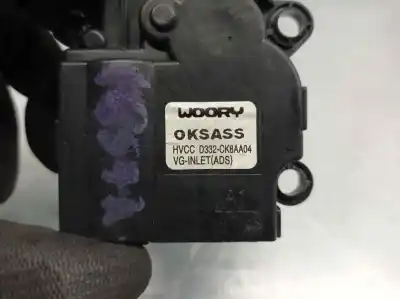 WOORY
OKSASS
HVCC D332-CK8AA04
VG-INLET(ADS)